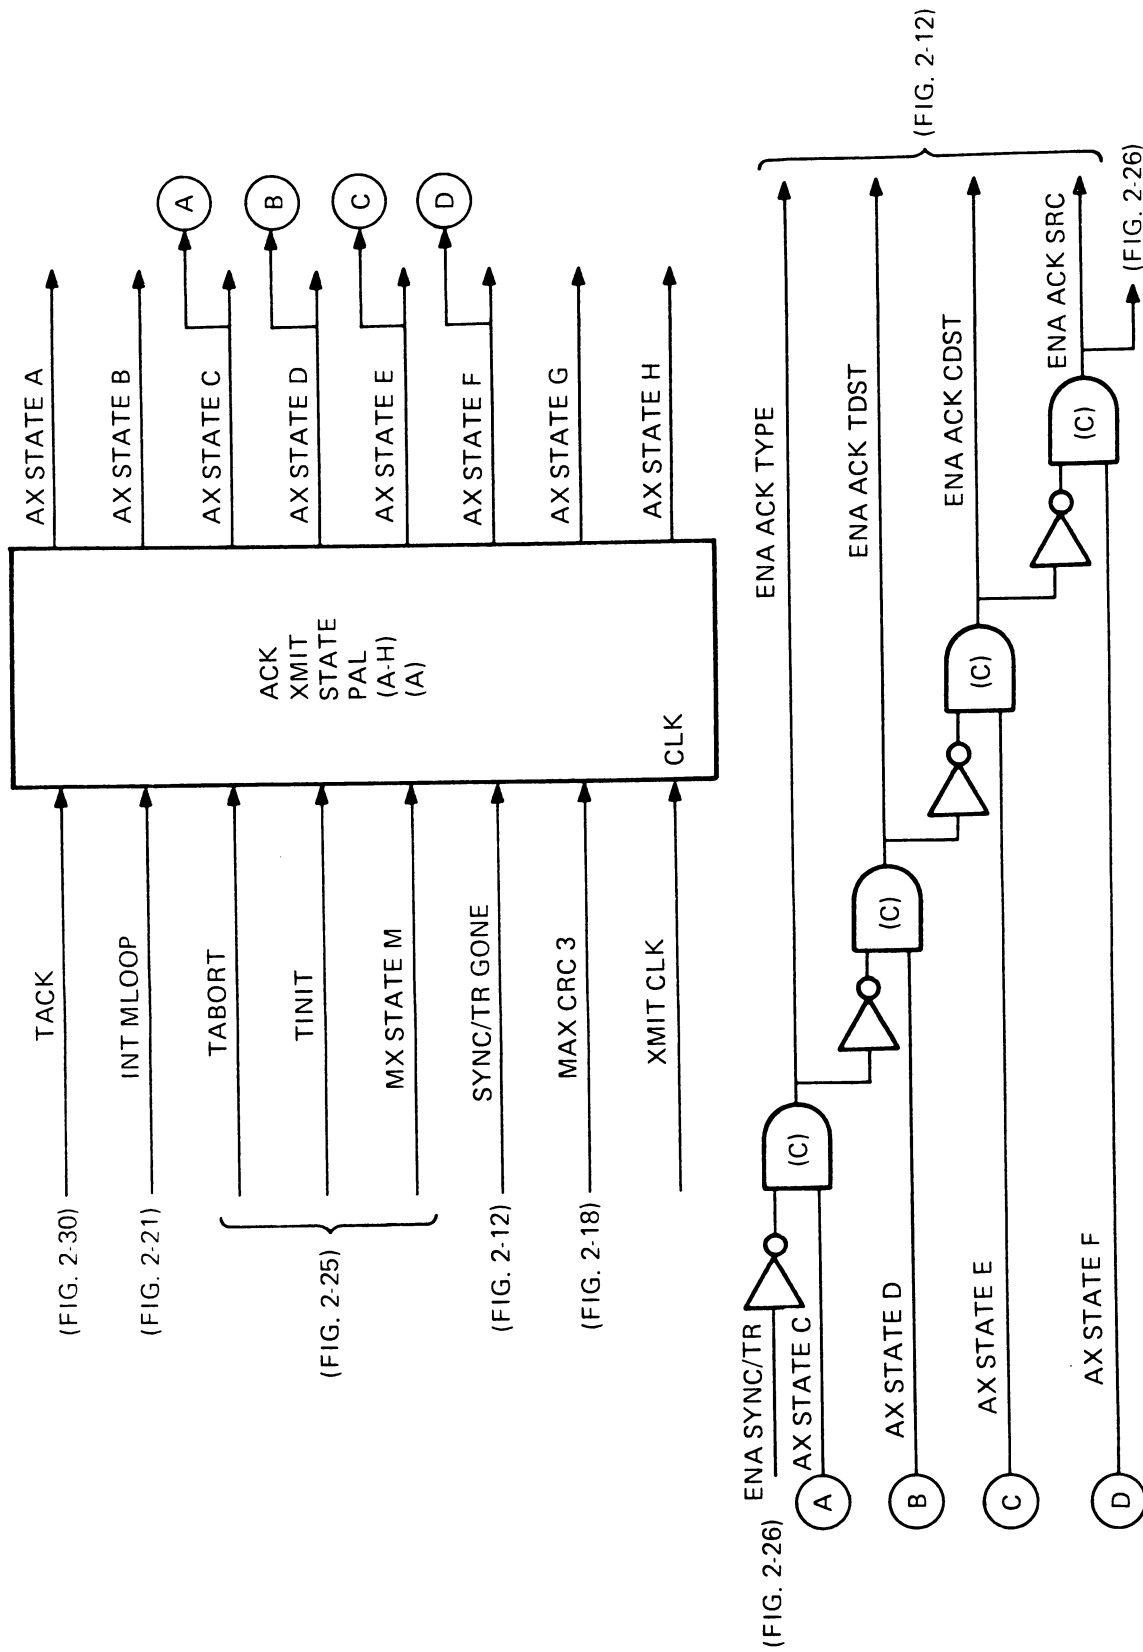 (FIG. 2-30)
TACK
(FIG. 2-21)
INT MLOOP
TABORT
TINIT
MX STATE M
(FIG. 2-25)
(FIG. 2-12)
SYNC/TR GONE
(FIG. 2-18)
MAX CRC 3
XMIT CLK
ACK
XMIT
STATE
PAL
(A-H)
(A)
CLK
AX STATE A
AX STATE B
AX STATE C
A
AX STATE D
B
AX STATE E
C
AX STATE F
D
AX STATE G
AX STATE H
(FIG. 2-26)
ENA SYNC/TR
A
AX STATE C
(C)
ENA ACK TYPE
B
AX STATE D
(C)
ENA ACK TDST
C
AX STATE E
(C)
ENA ACK CDST
D
AX STATE F
(C)
ENA ACK SRC
(FIG. 2-12)
(FIG. 2-26)